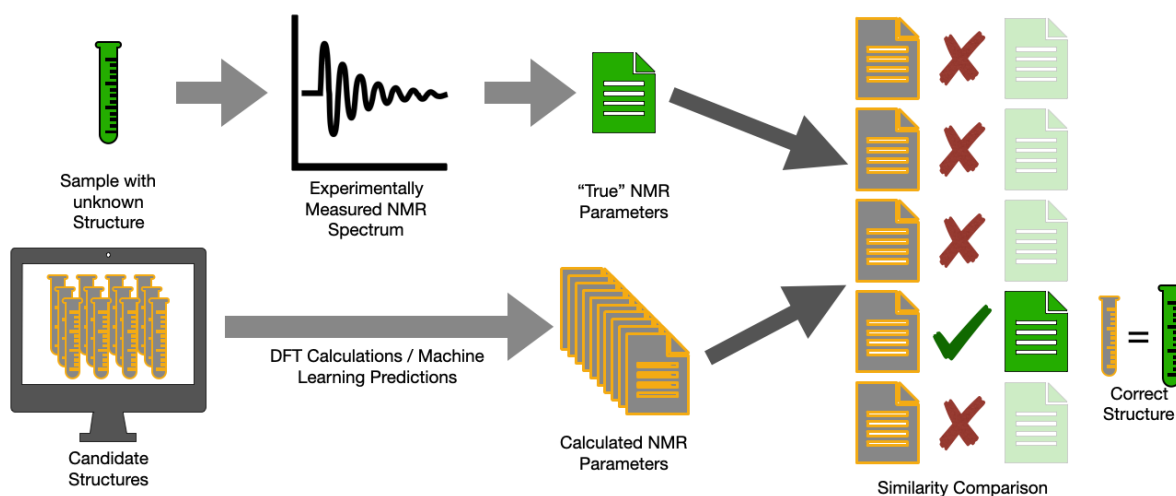 Sample with
unknown
Structure
Experimentally
Measured NMR
Spectrum
“True” NMR
Parameters
Candidate
Structures
DFT Calculations / Machine
Learning Predictions
Calculated NMR
Parameters
Similarity Comparison
=
Correct
Structure